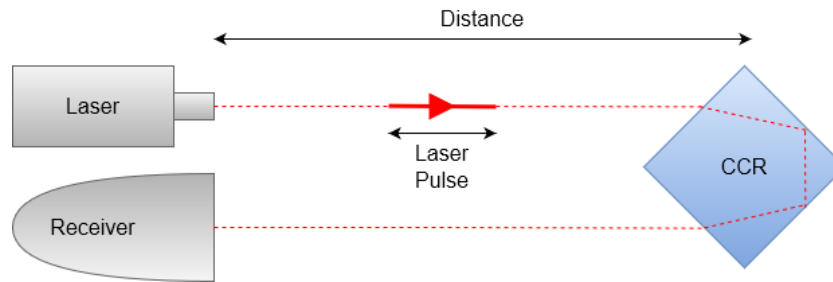 Distance
Laser
Laser
Pulse
CCR
Receiver